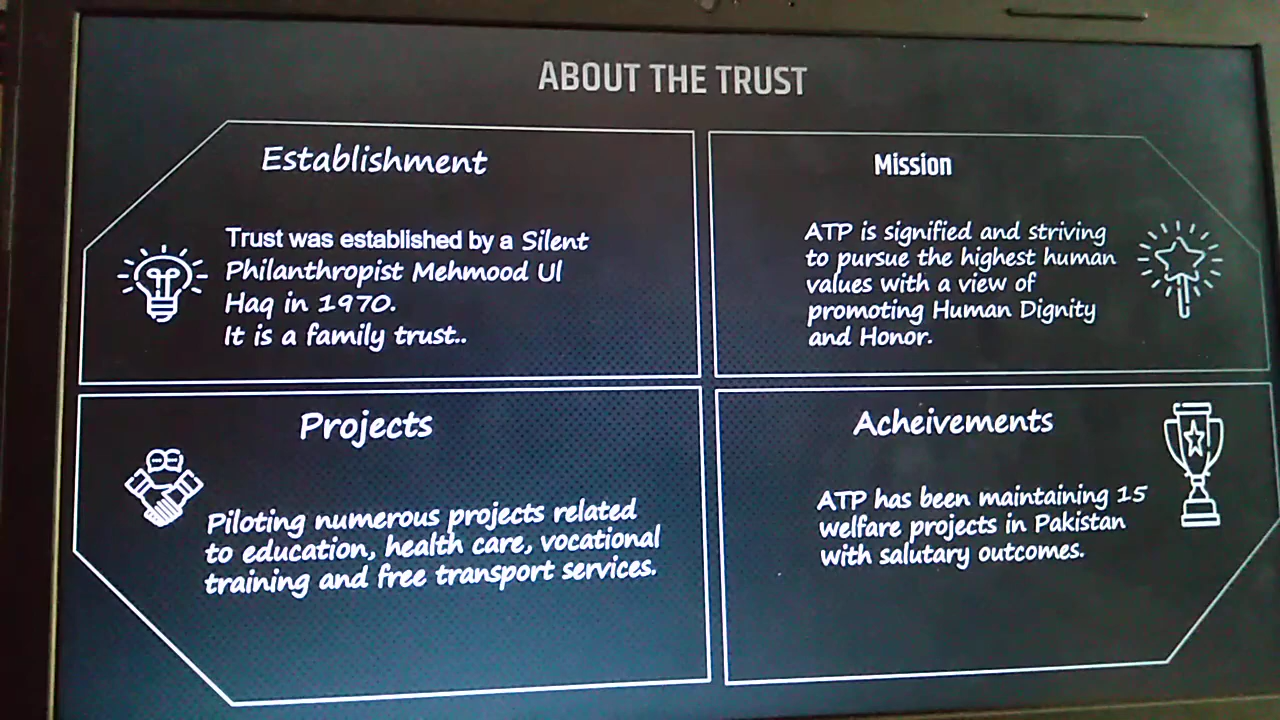 ABOUT THE TRUST
Establishment
Trust was established by a Silent
Philanthropist Mehmood Ul
Haq in 1970.
It is a family trust..
Mission
ATP is signified and striving
to pursue the highest human
values with a view of
promoting Human Dignity
and Honor.
Projects
Piloting numerous projects related
to education, health care, vocational
training and free transport services.
Acheivements
ATP has been maintaining 15
welfare projects in Pakistan
with salutary outcomes.